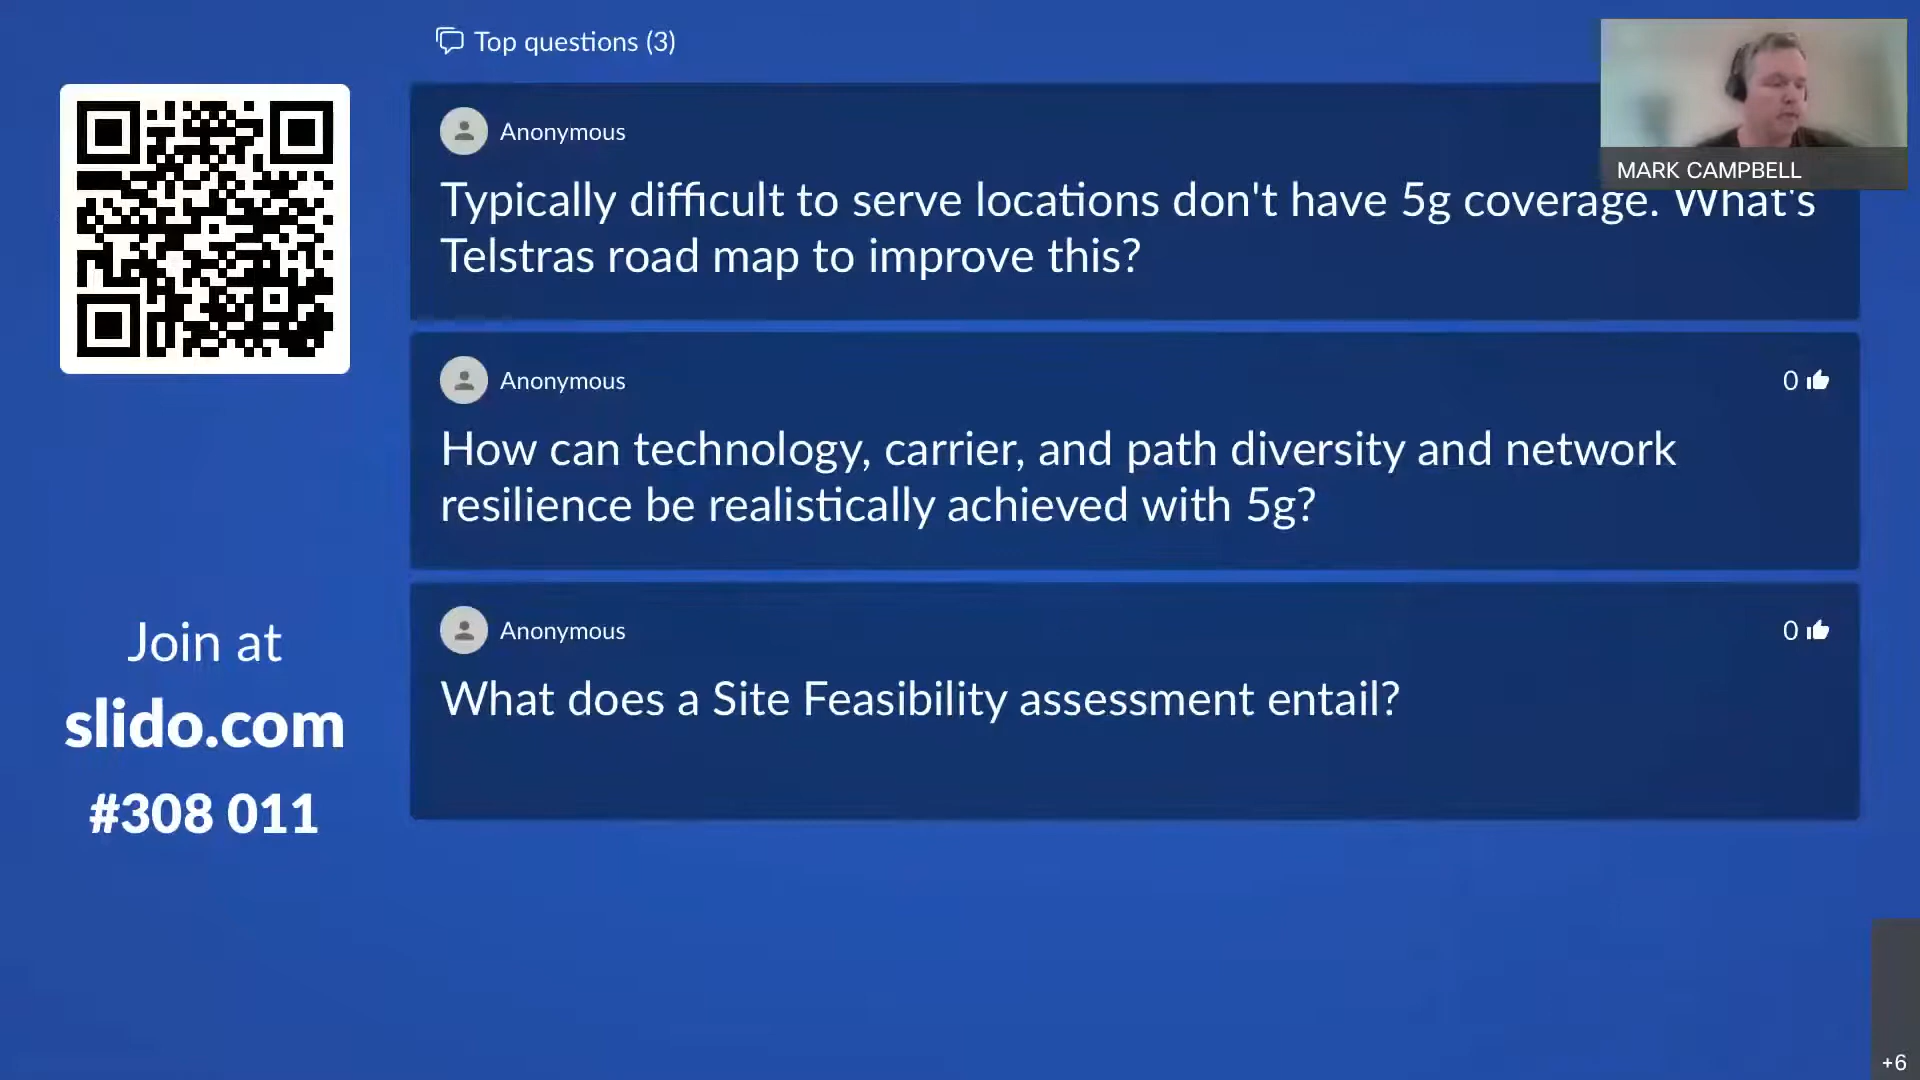 Top questions (3)
Anonymous
MARK CAMPBELL
Typically difficult to serve locations don't have 5g coverage. What's
Telstras road map to improve this?
Anonymous
0
How can technology, carrier, and path diversity and network
resilience be realistically achieved with 5g?
Anonymous
0
What does a Site Feasibility assessment entail?
Join at
slido.com
#308 011
+6